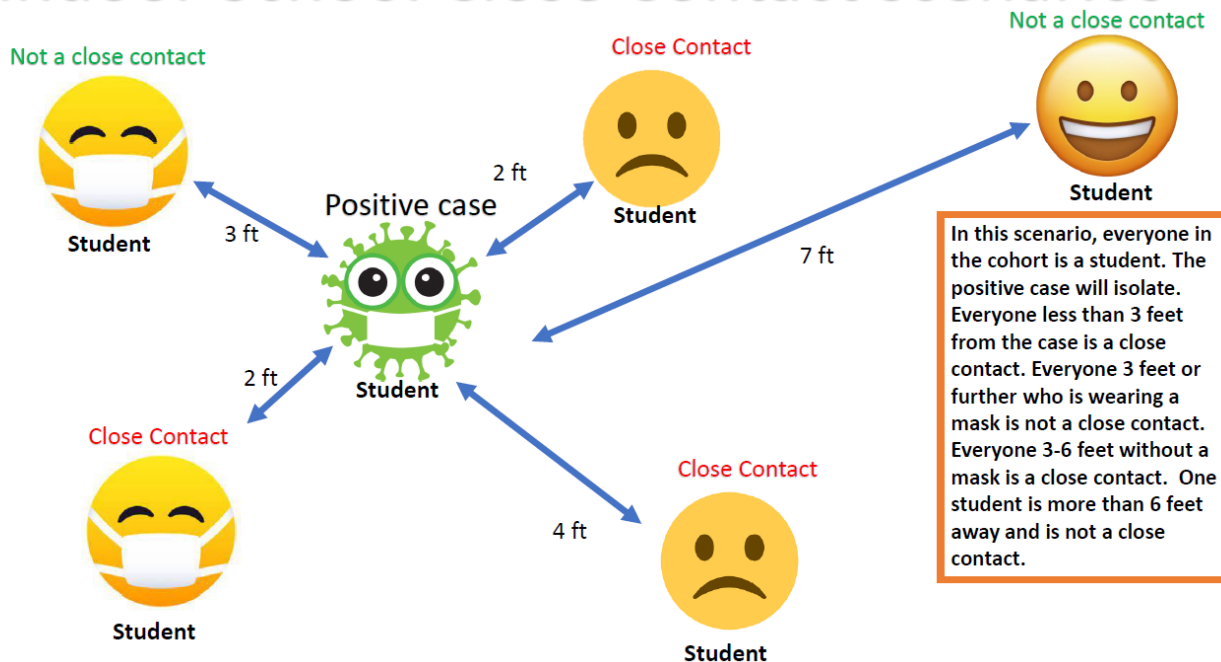 Not a close contact
Close Contact
Not a close contact
Student
2 ft
Student
Positive case
Student
3 ft
7 ft
In this scenario, everyone in
the cohort is a student. The
positive case will isolate.
Everyone less than 3 feet
from the case is a close
contact. Everyone 3 feet or
further who is wearing a
mask is not a close contact.
Everyone 3-6 feet without a
mask is a close contact.  One
student is more than 6 feet
away and is not a close
contact.
2 ft
Student
Close Contact
Close Contact
4 ft
Student
Student